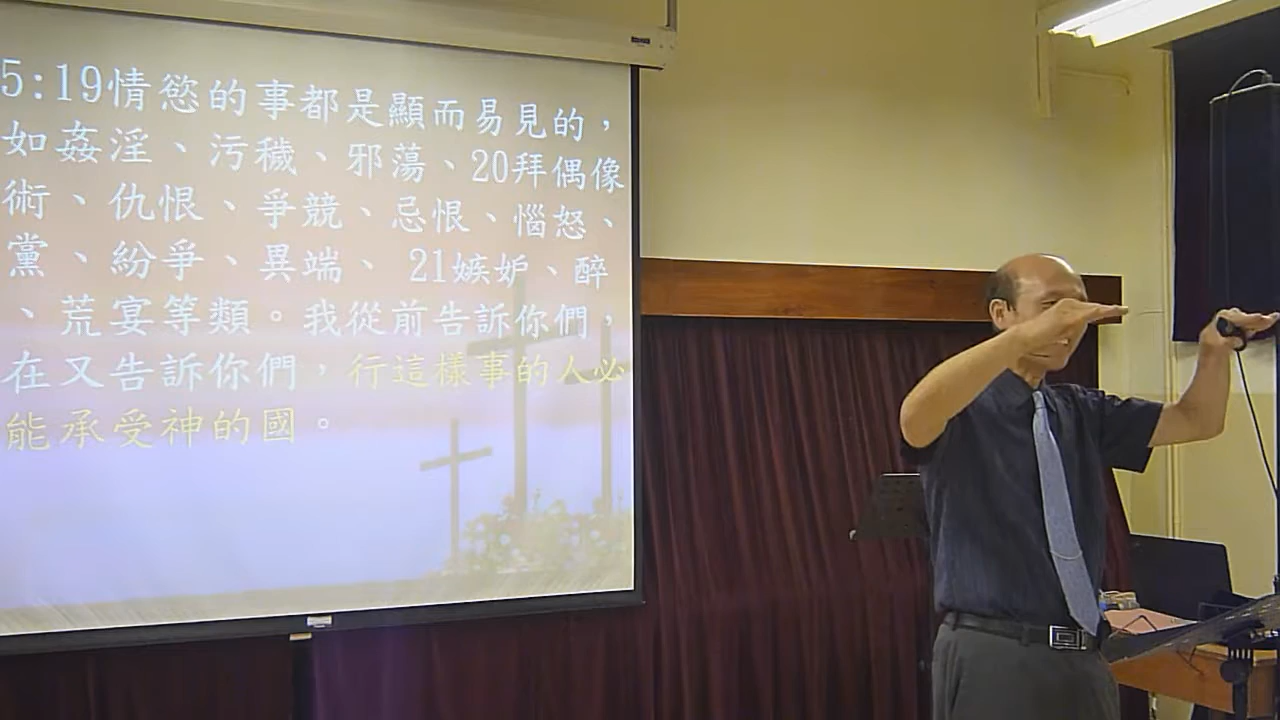 5:19情慾的事都是顯而易見的，
如姦淫、污穢、邪蕩、20拜偶像
術、仇恨、爭競、忌恨、惱怒、
黨、紛爭、異端、 21嫉妒、醉
、荒宴等類。我從前告訴你們，
在又告訴你們，行這樣事的人必
能承受神的國。